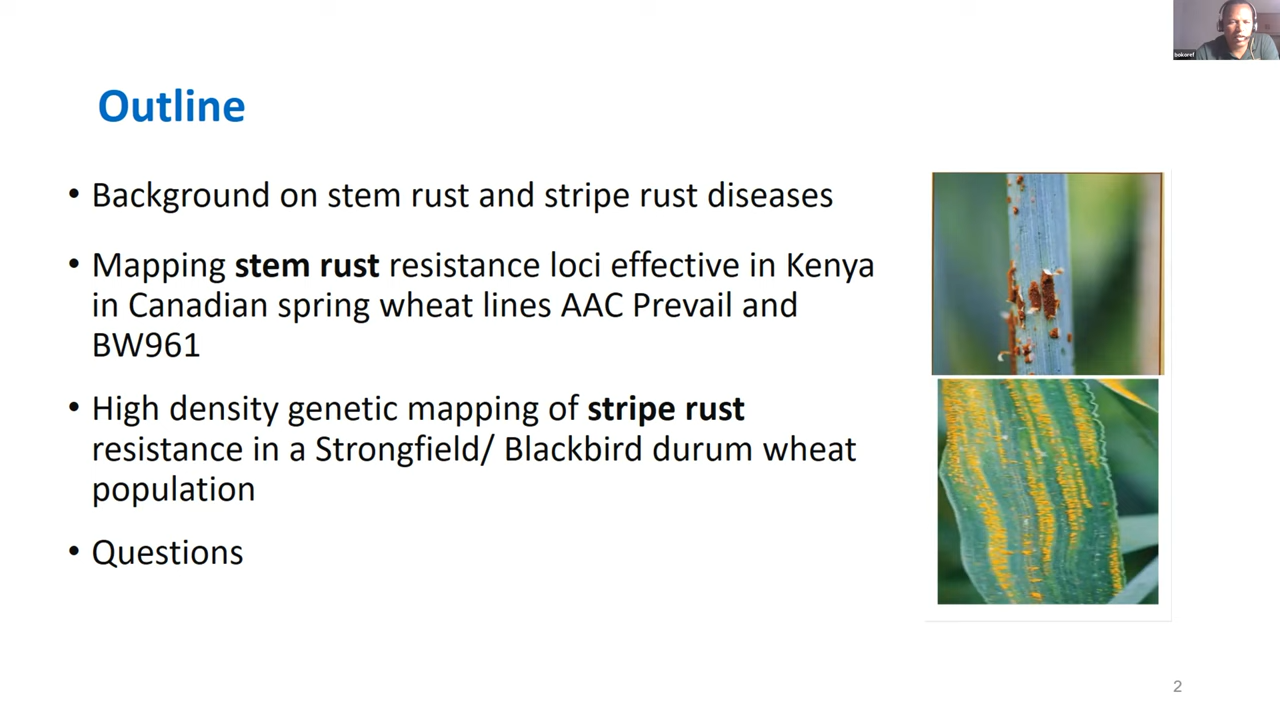 bokoref
Outline
• Background on stem rust and stripe rust diseases
• Mapping stem rust resistance loci effective in Kenya
in Canadian spring wheat lines AAC Prevail and
BW961
• High density genetic mapping of stripe rust
resistance in a Strongfield/ Blackbird durum wheat
population
• Questions
2